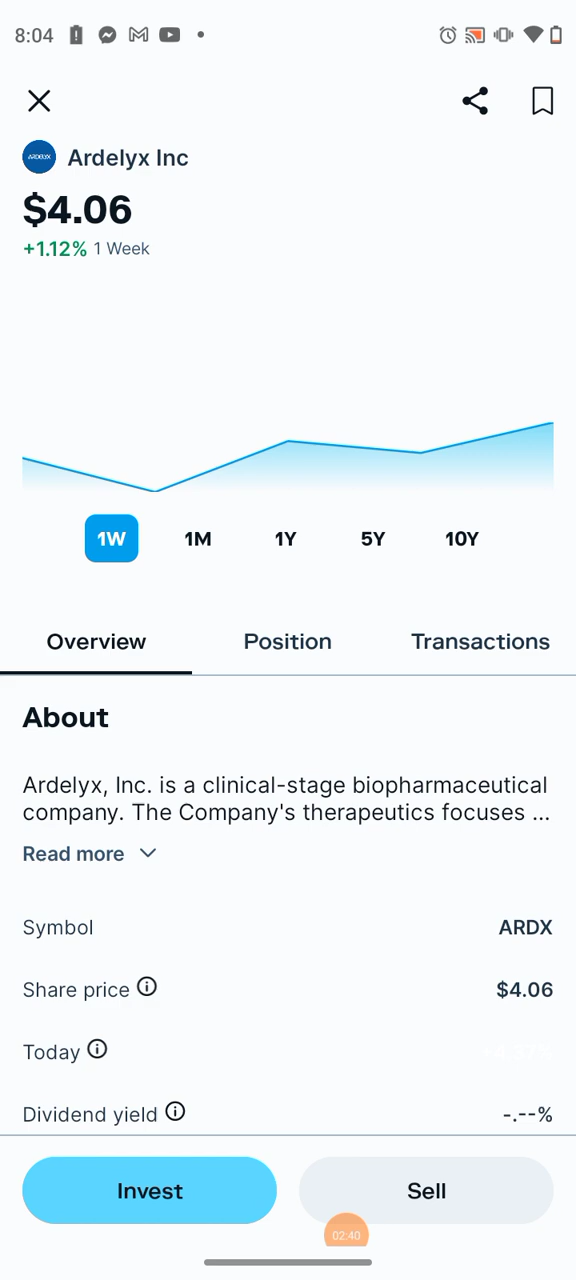 8:04
ARDELYX
Ardelyx Inc
$4.06
+1.12% 1 Week
1W 1M 1Y 5Y 10Y
Overview Position Transactions
About
Ardelyx, Inc. is a clinical-stage biopharmaceutical
company. The Company's therapeutics focuses ...
Read more
Symbol ARDX
Share price $4.06
Today
Dividend yield -.--%
Invest Sell
02:40